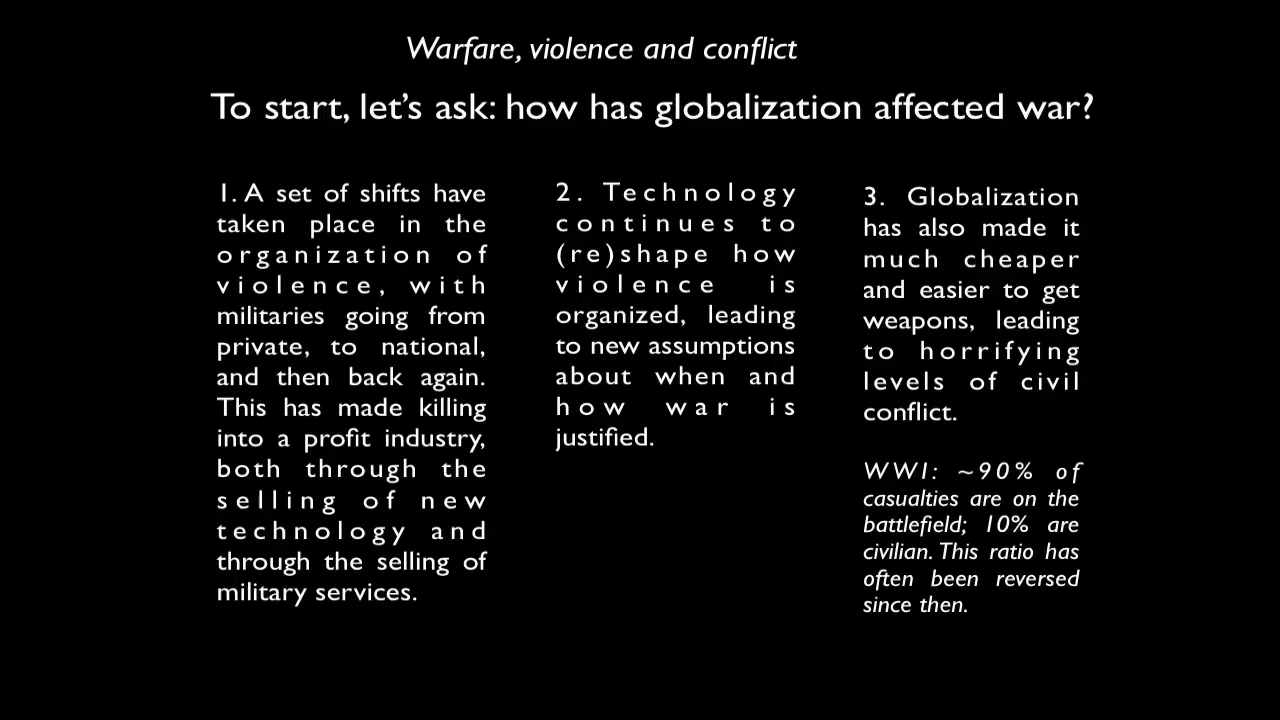 Warfare, violence and conflict
To start, let's ask: how has globalization affected war?
1. A set of shifts have
taken place in the
organization of
violence, with
militaries going from
private, to national,
and then back again.
This has made killing
into a profit industry,
both through the
selling of new
technology and
through the selling of
military services.
2. Technology
continues to
(re)shape how
violence is
organized, leading
to new assumptions
about when and
how war is
justified.
3. Globalization
has also made it
much cheaper
and easier to get
weapons, leading
to horrifying
levels of civil
conflict.
WWI: ~90% of
casualties are on the
battlefield; 10% are
civilian. This ratio has
often been reversed
since then.